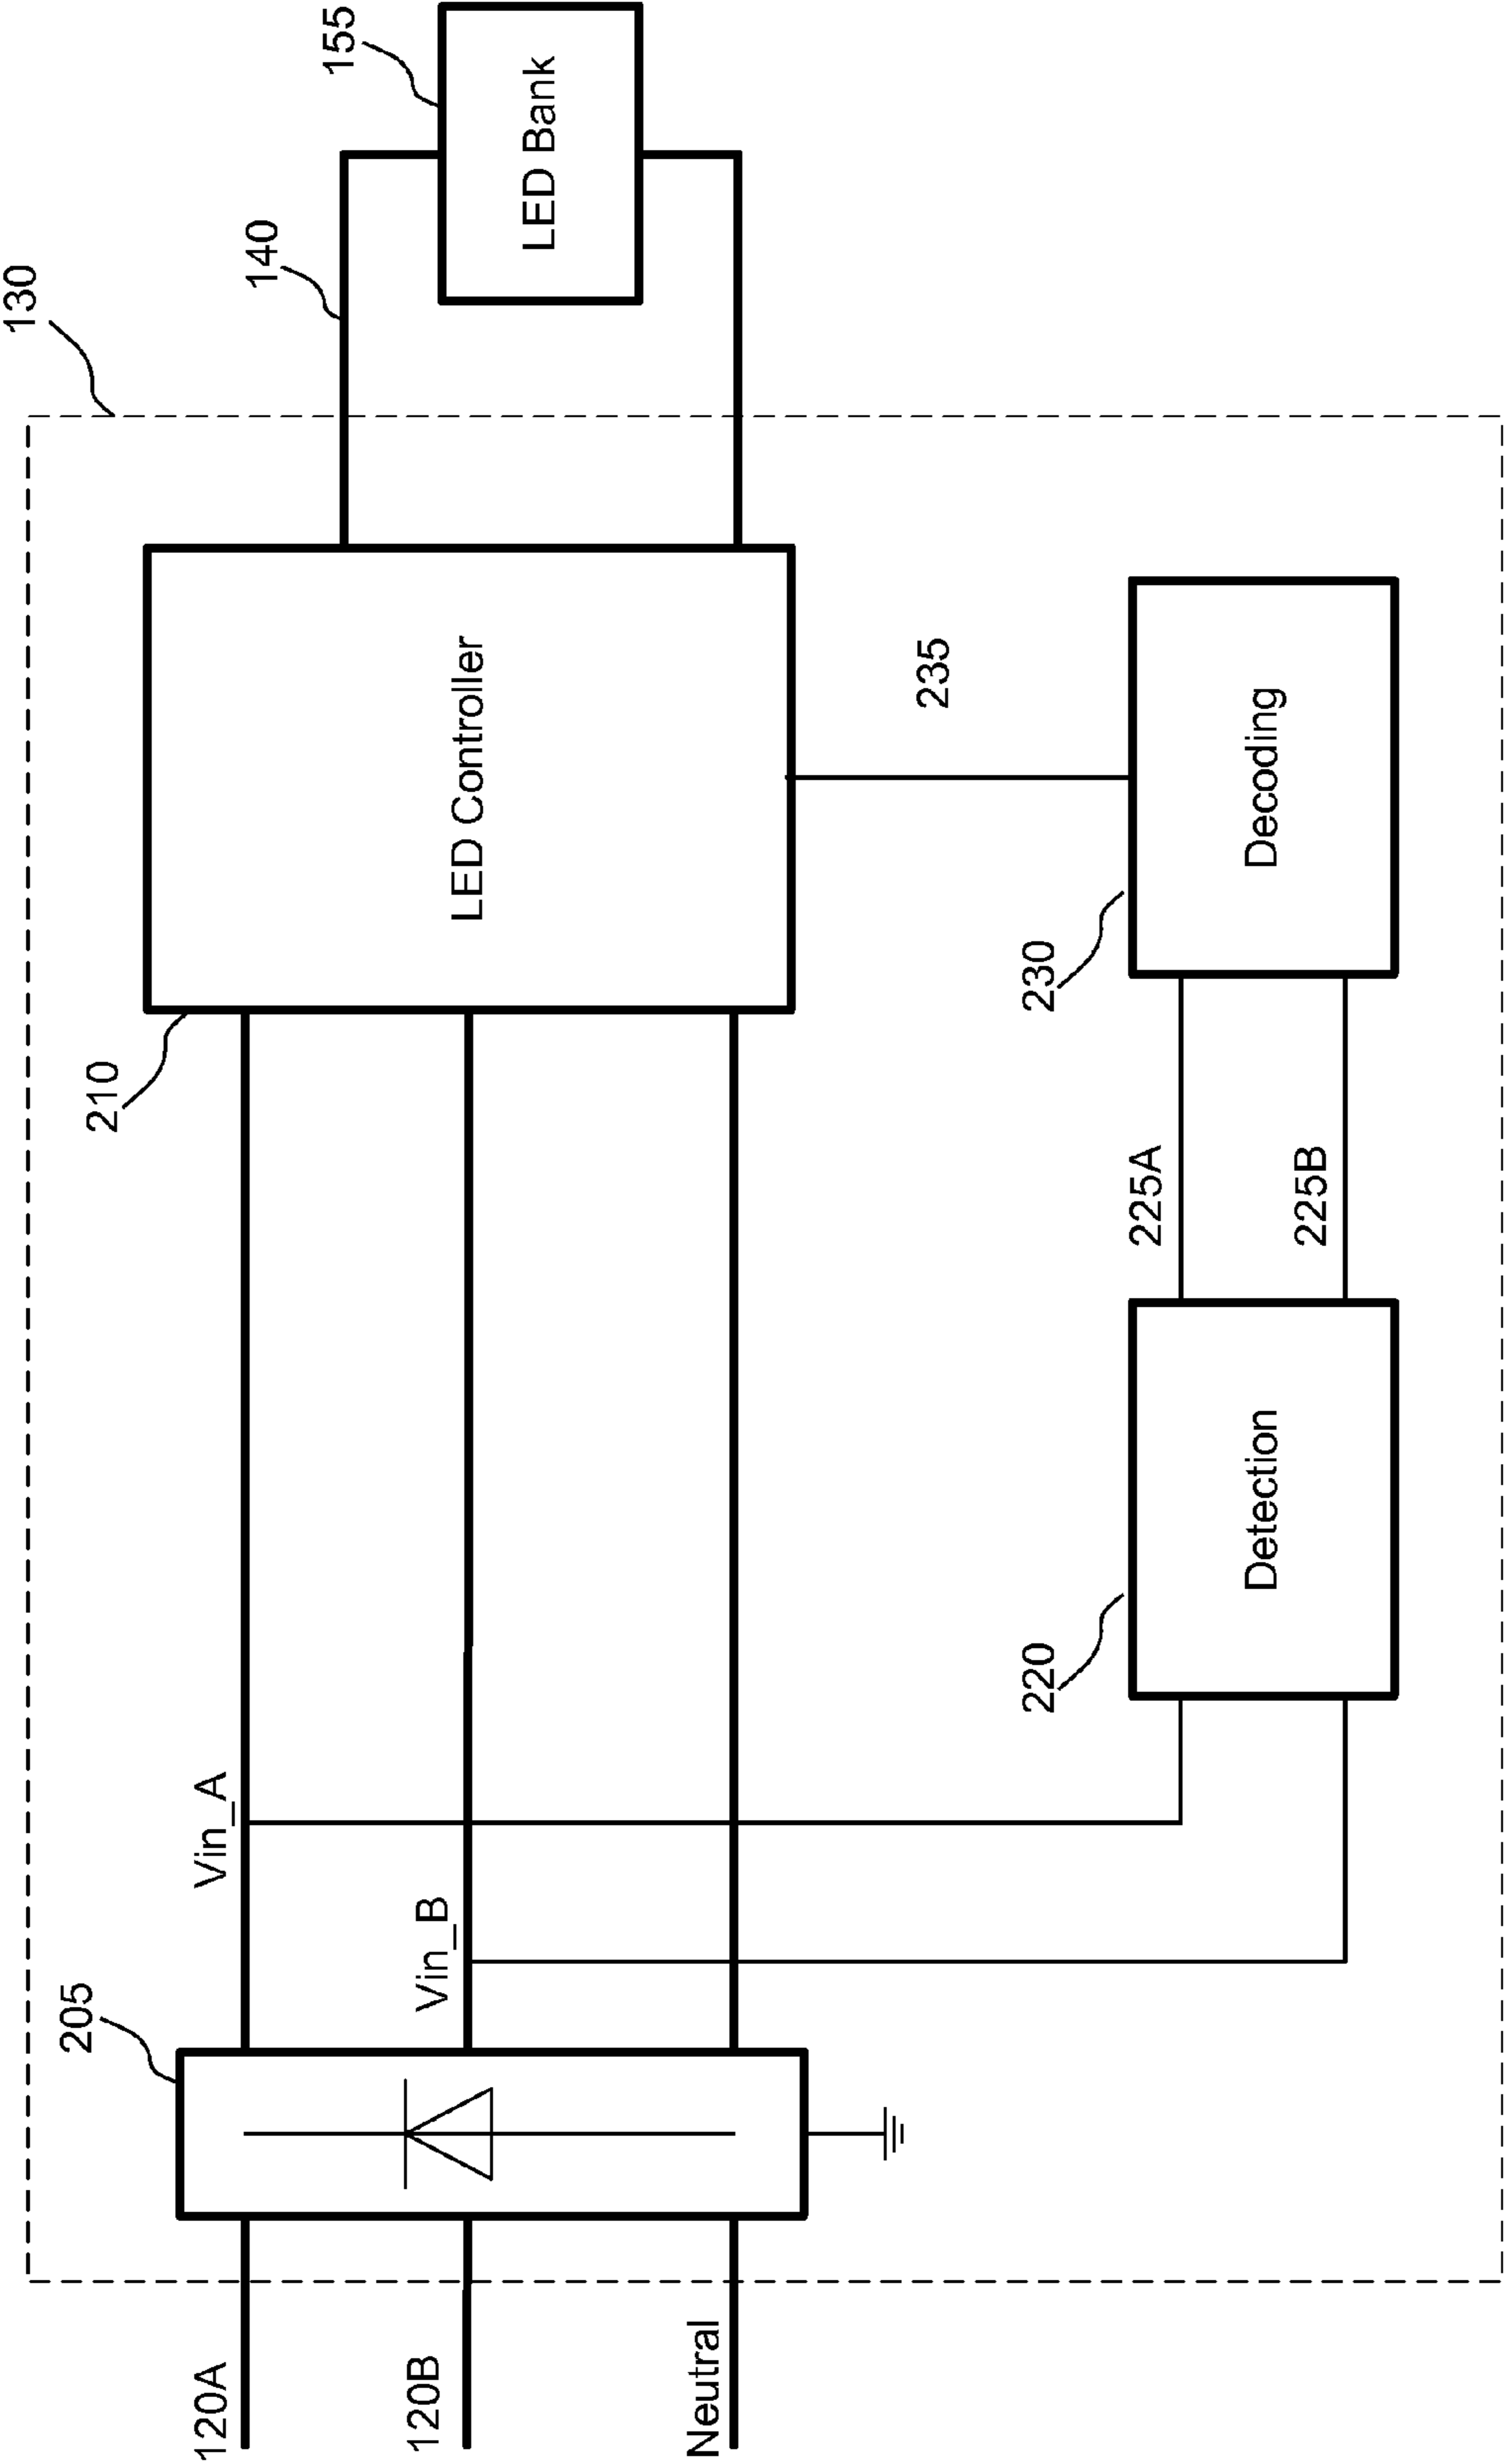 130
155
140
LED Bank
210
LED Controller
235
205
Vin_A
Vin_B
120A
120B
Neutral
220
Detection
225A
225B
230
Decoding